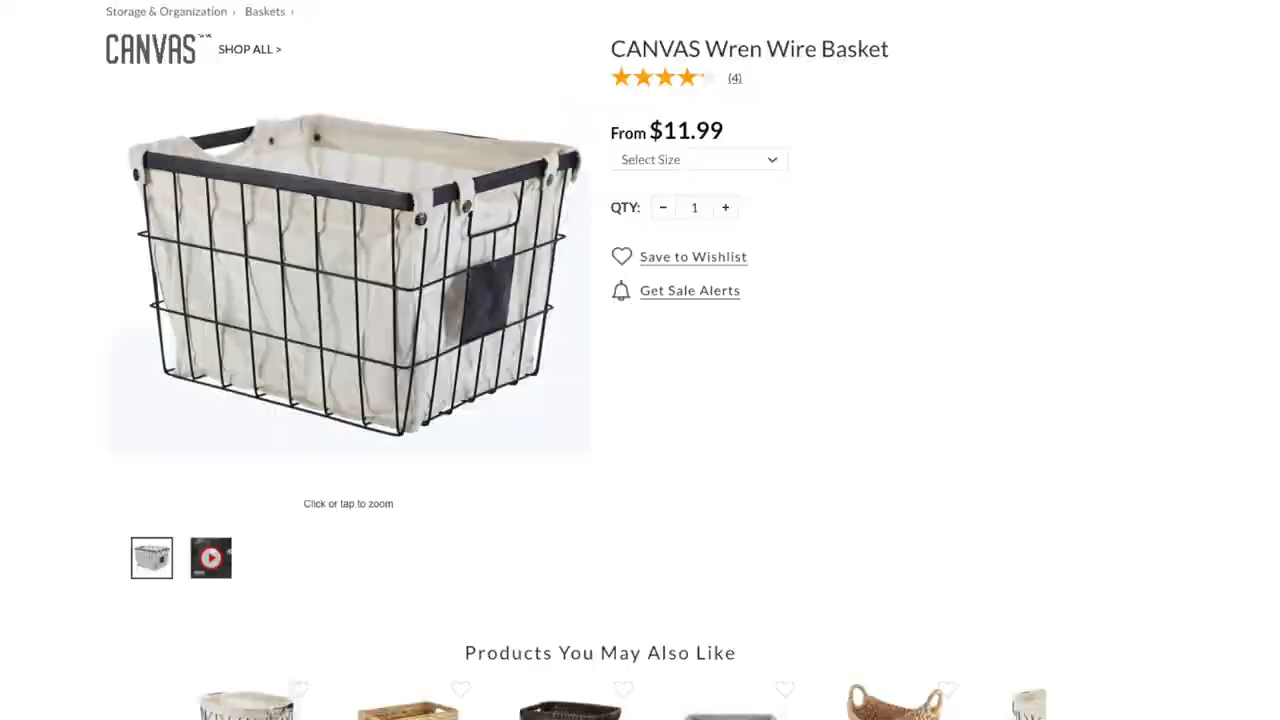 Storage & Organization › Baskets ›
CANVAS SHOP ALL >
CANVAS Wren Wire Basket
(4)
From $11.99
Select Size
QTY: - 1 +
Save to Wishlist
Get Sale Alerts
Click or tap to zoom
Products You May Also Like